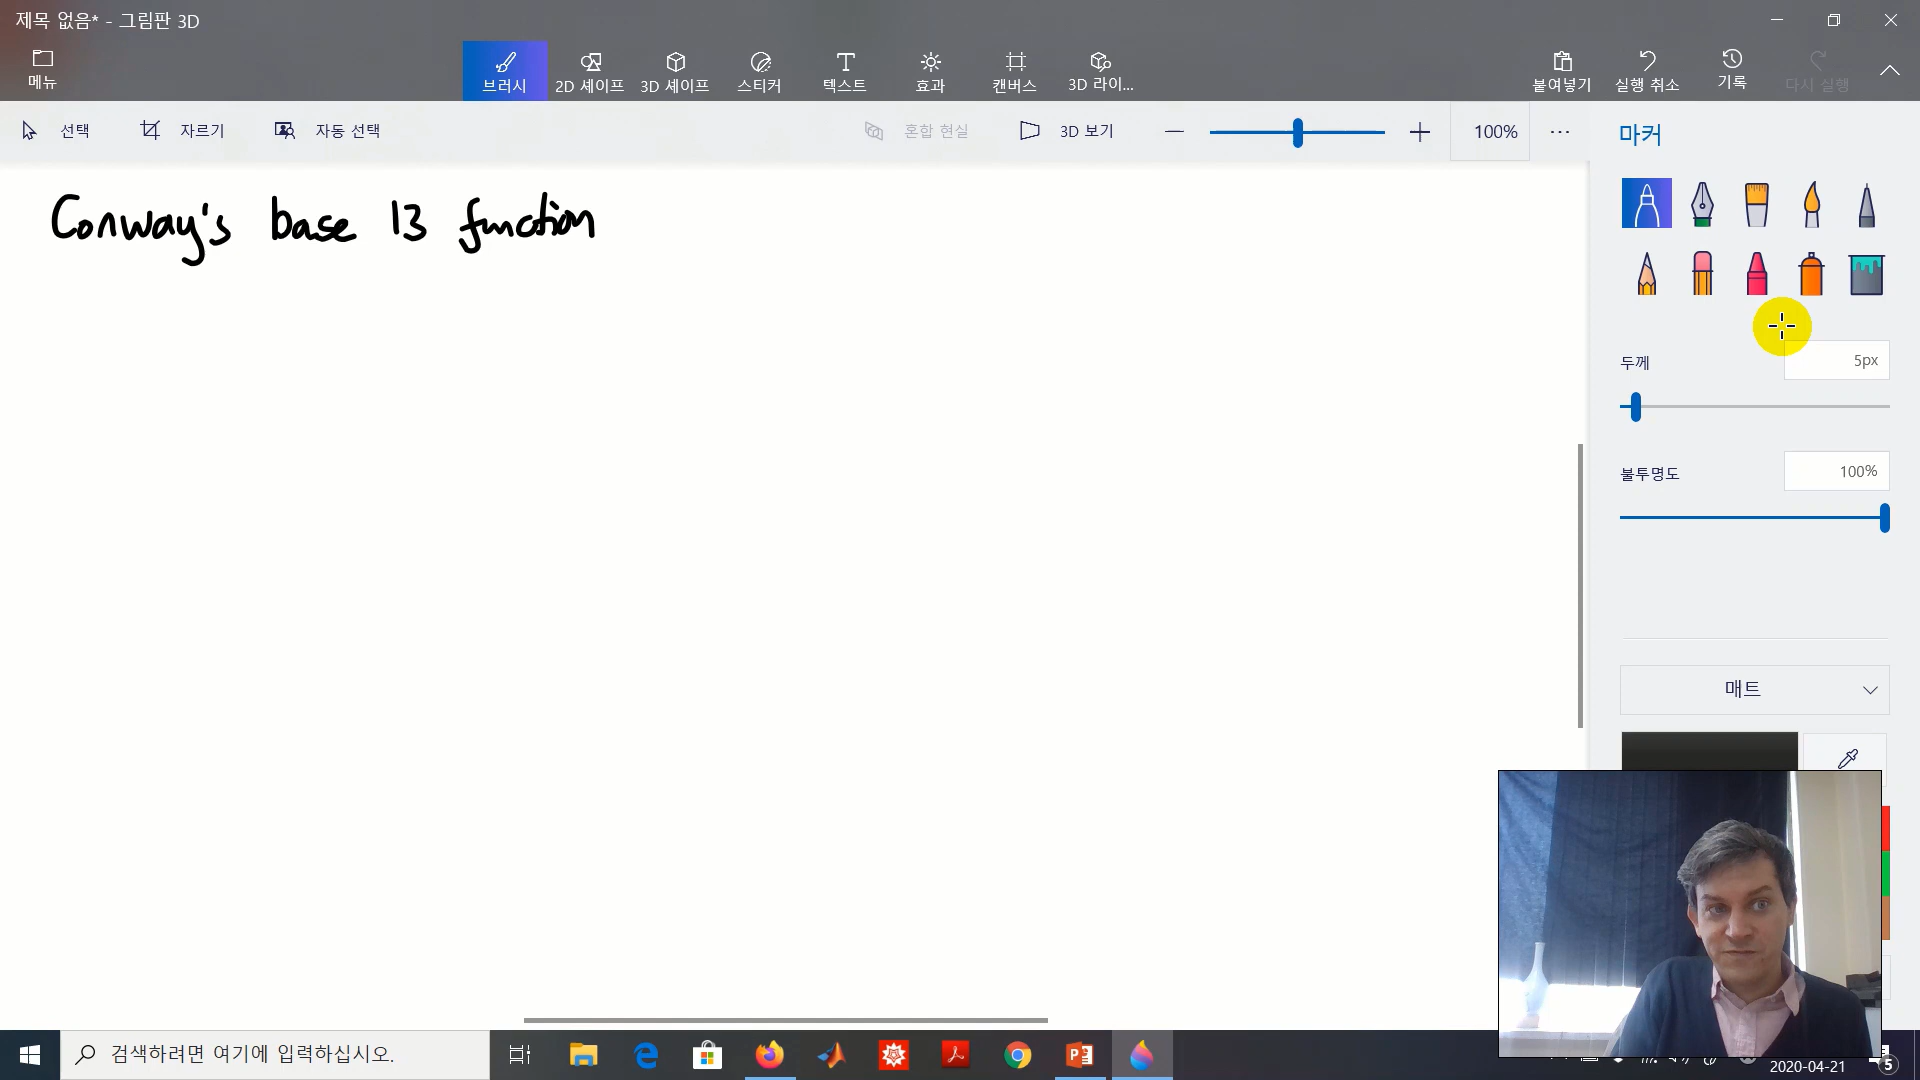 제목 없음* - 그림판 3D
메뉴
브러시
2D 셰이프
3D 셰이프
스티커
텍스트
효과
캔버스
3D 라이...
붙여넣기
실행 취소
기록
다시 실행
선택
자르기
자동 선택
혼합 현실
3D 보기
100%
마커
Conway's base 13 function
두께
5px
불투명도
100%
매트
검색하려면 여기에 입력하십시오.
2020-04-21
5